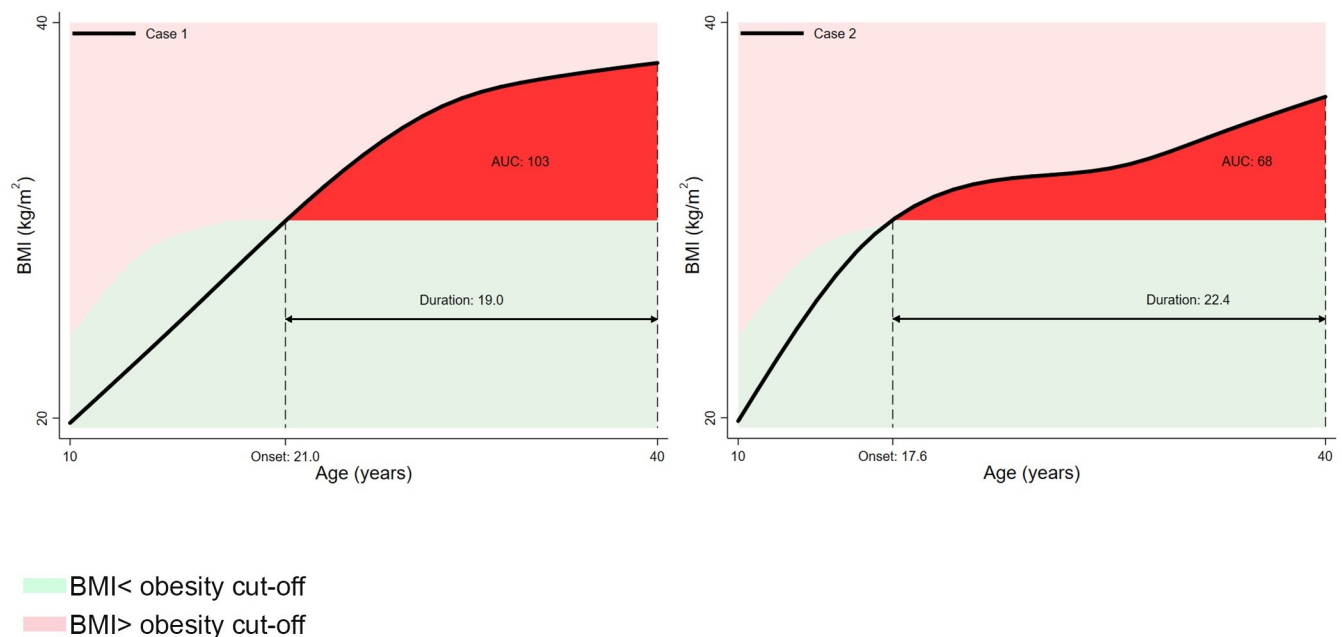 40
Case 1
AUC: 103
BMI (kg/m²)
Duration: 19.0
20
10
Onset: 21.0
40
Age (years)
40
Case 2
AUC: 68
BMI (kg/m²)
Duration: 22.4
20
10
Onset: 17.6
40
Age (years)
BMI< obesity cut-off
BMI> obesity cut-off